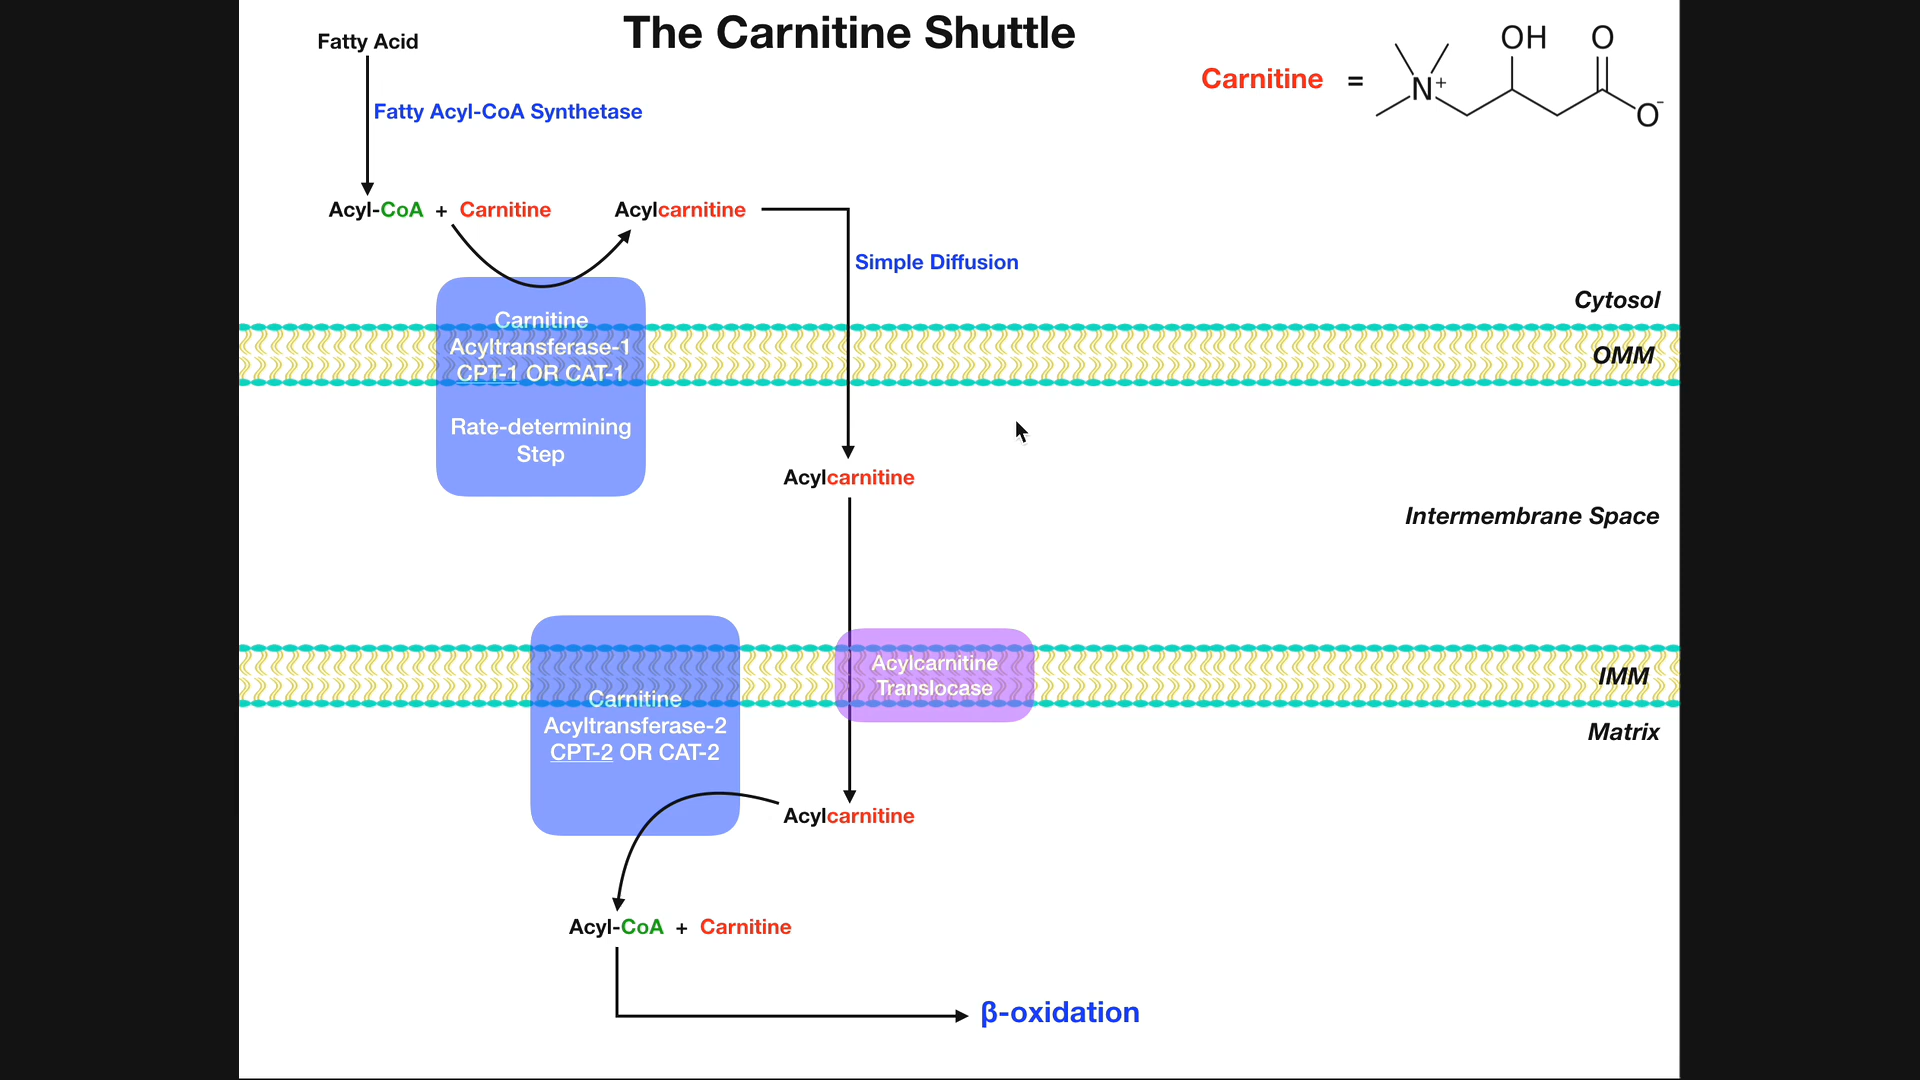 The Carnitine Shuttle
Fatty Acid
Fatty Acyl-CoA Synthetase
Carnitine =
OH
O
N+
O-
Acyl-CoA + Carnitine
Acylcarnitine
Simple Diffusion
Cytosol
Carnitine
Acyltransferase-1
CPT-1 OR CAT-1
Rate-determining
Step
OMM
Acylcarnitine
Intermembrane Space
Carnitine
Acyltransferase-2
CPT-2 OR CAT-2
Acylcarnitine
Translocase
IMM
Matrix
Acylcarnitine
Acyl-CoA + Carnitine
β-oxidation